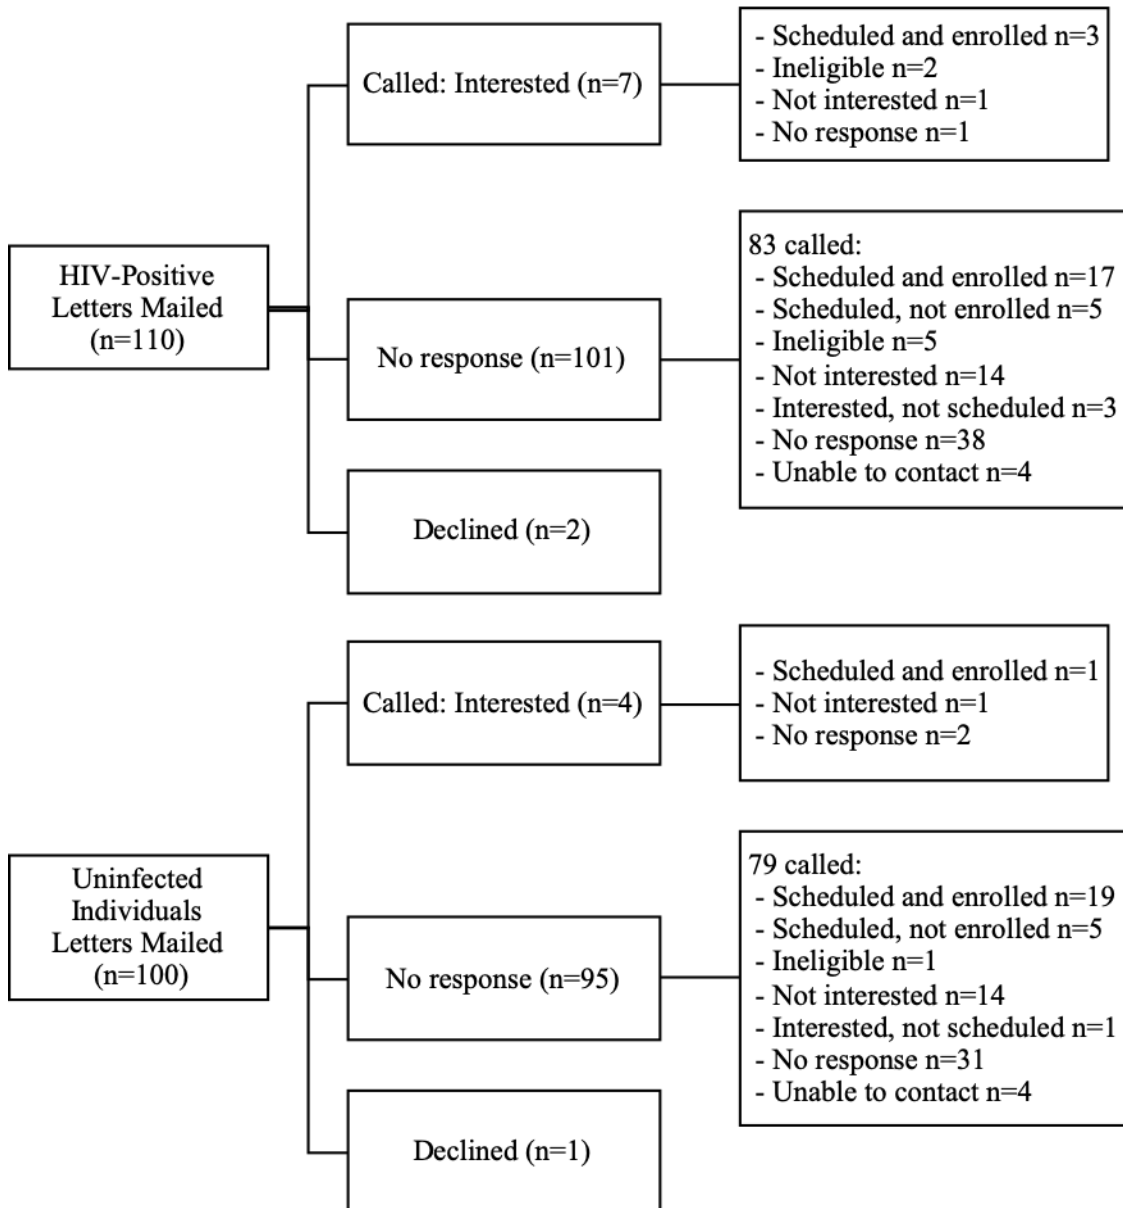 HIV-Positive
Letters Mailed
(n=110)
Called: Interested (n=7)
- Scheduled and enrolled n=3
- Ineligible n=2
- Not interested n=1
- No response n=1
No response (n=101)
83 called:
- Scheduled and enrolled n=17
- Scheduled, not enrolled n=5
- Ineligible n=5
- Not interested n=14
- Interested, not scheduled n=3
- No response n=38
- Unable to contact n=4
Declined (n=2)
Uninfected
Individuals
Letters Mailed
(n=100)
Called: Interested (n=4)
- Scheduled and enrolled n=1
- Not interested n=1
- No response n=2
No response (n=95)
79 called:
- Scheduled and enrolled n=19
- Scheduled, not enrolled n=5
- Ineligible n=1
- Not interested n=14
- Interested, not scheduled n=1
- No response n=31
- Unable to contact n=4
Declined (n=1)